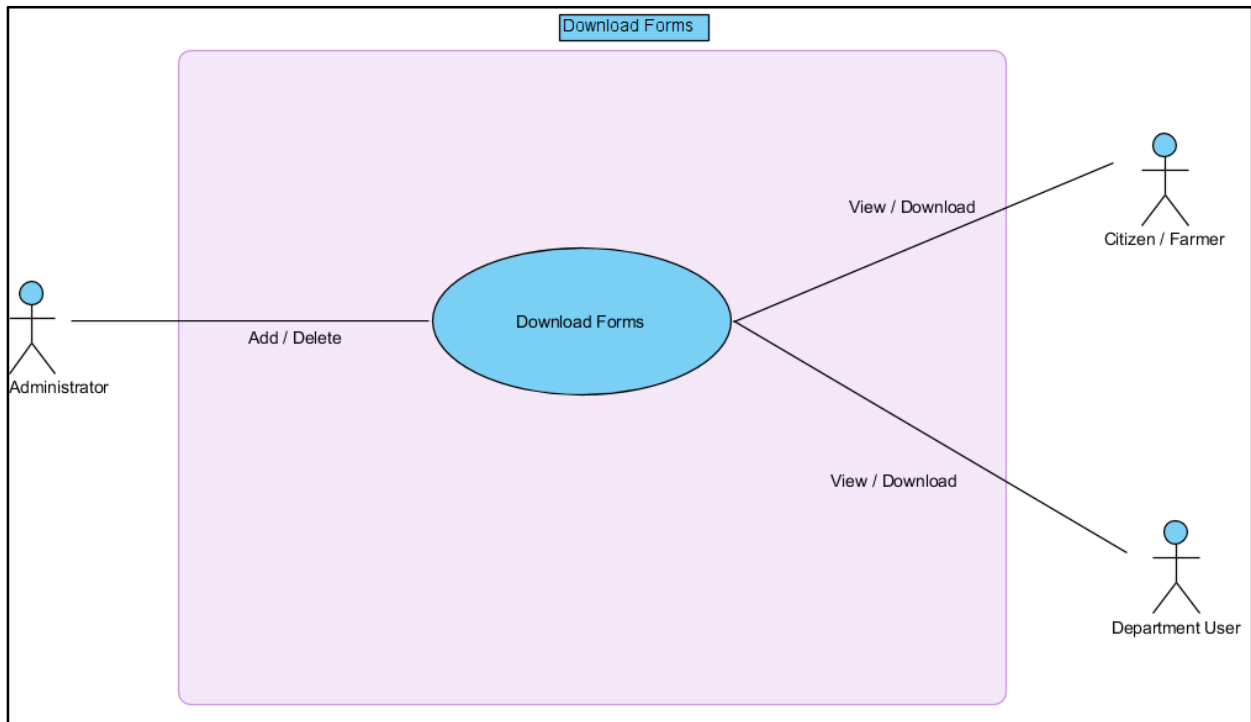 Download Forms
View / Download
Citizen / Farmer
Download Forms
Add / Delete
Administrator
View / Download
Department User